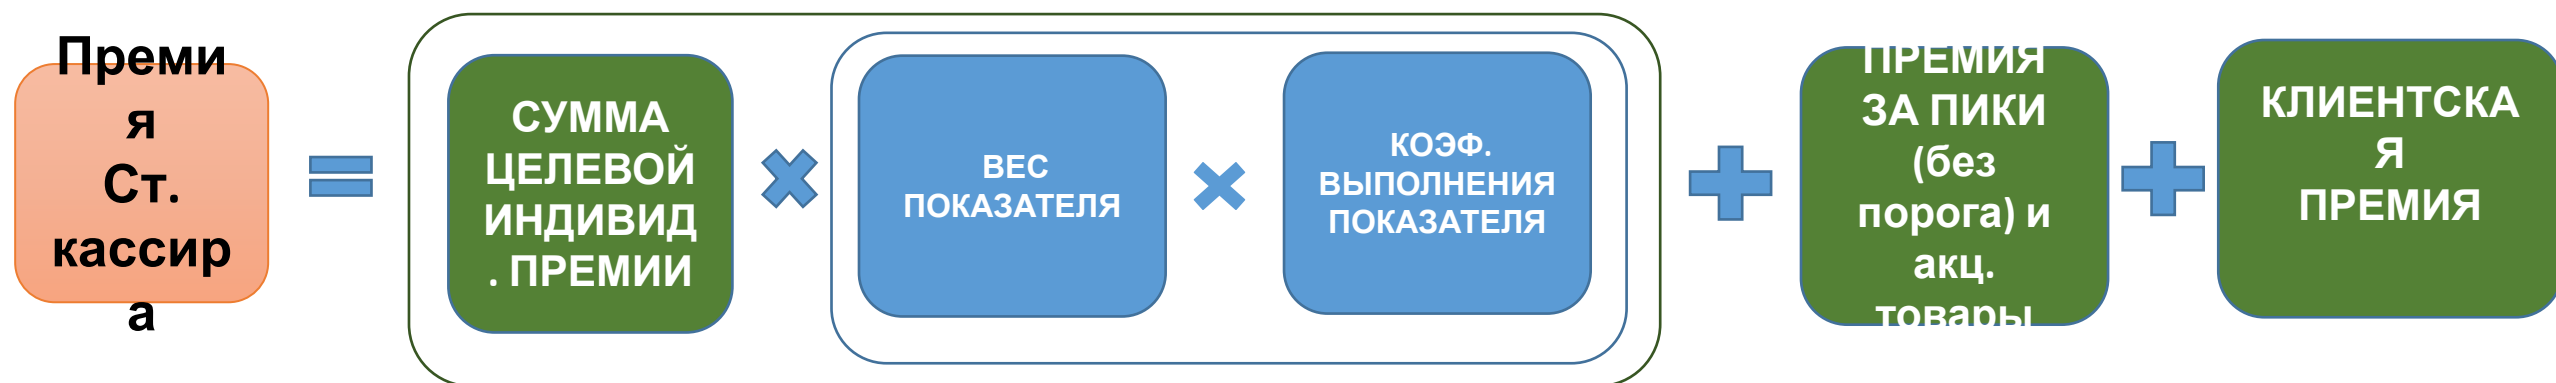 Преми
я
Ст.
кассир
а
СУММА
ЦЕЛЕВОЙ
ИНДИВИД
. ПРЕМИИ
ВЕС
ПОКАЗАТЕЛЯ
КОЭФ.
ВЫПОЛНЕНИЯ
ПОКАЗАТЕЛЯ
ПРЕМИЯ
ЗА ПИКИ
(без
порога) и
акц.
товары
КЛИЕНТСКА
Я
ПРЕМИЯ